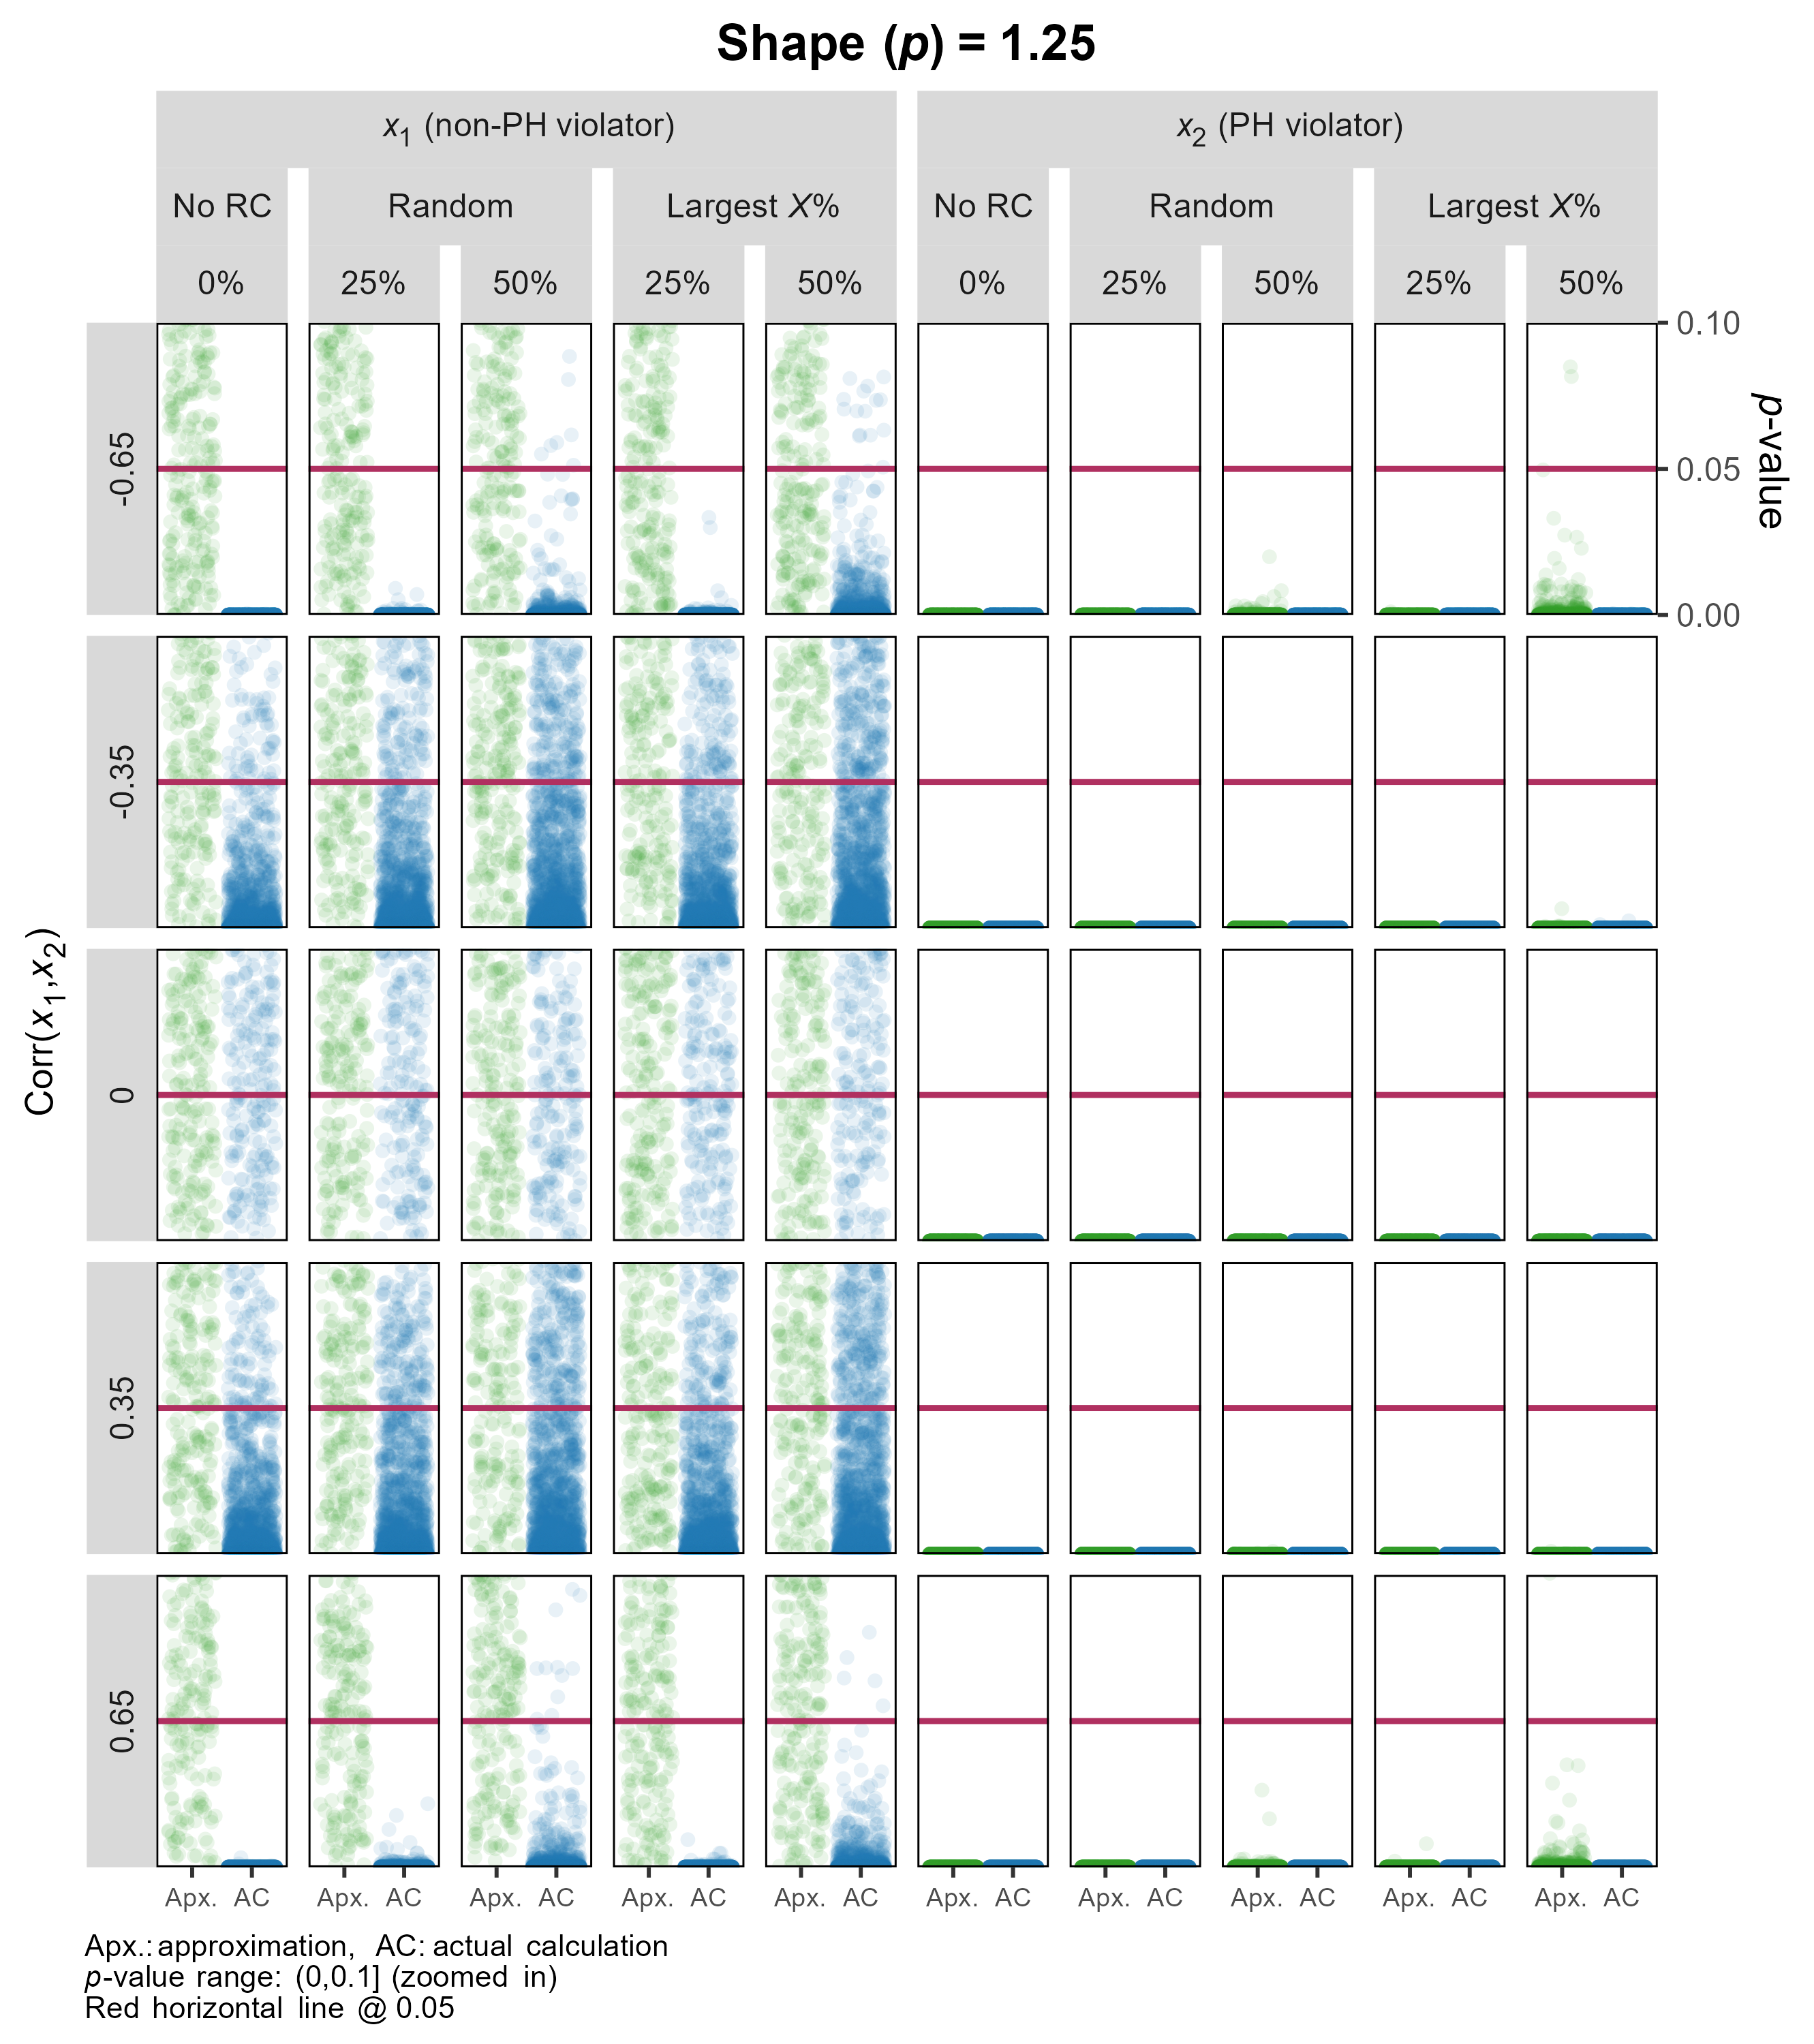 Shape (p) = 1.25
x1 (non-PH violator) x2 (PH violator)
No RC Random Largest X% No RC Random Largest X%
0% 25% 50% 25% 50% 0% 25% 50% 25% 50%
0.10
0.05
0.00
p-value
-0.65
-0.35
0
0.35
0.65
Corr(x1,x2)
Apx. AC Apx. AC Apx. AC Apx. AC Apx. AC Apx. AC Apx. AC Apx. AC Apx. AC Apx. AC
Apx.: approximation, AC: actual calculation
p-value range: (0,0.1] (zoomed in)
Red horizontal line @ 0.05